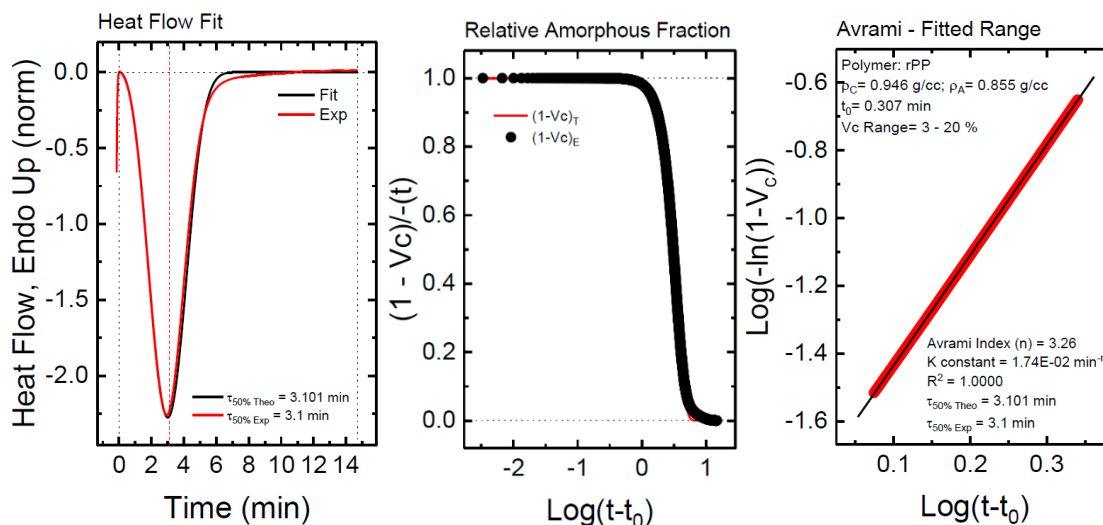 Heat Flow Fit
Heat Flow, Endo Up (norm)
0.0
-0.5
-1.0
-1.5
-2.0
Fit
Exp
τ50% Theo = 3.101 min
τ50% Exp = 3.1 min
0 2 3 4 6 8 10 12 14
Time (min)
Relative Amorphous Fraction
(1 - Vc)/-(t)
1.0
0.8
0.6
0.4
0.2
0.0
(1-Vc)T
(1-Vc)E
-2 -1 0 1
Log(t-t0)
Avrami - Fitted Range
Log(-ln(1-VC))
-0.6
-0.8
-1.0
-1.2
-1.4
-1.6
Polymer: rPP
ρC= 0.946 g/cc; ρA= 0.855 g/cc
t0= 0.307 min
Vc Range= 3 - 20 %
Avrami Index (n) = 3.26
K constant = 1.74E-02 min-n
R2 = 1.0000
τ50% Theo = 3.101 min
τ50% Exp = 3.1 min
0.1 0.2 0.3
Log(t-t0)